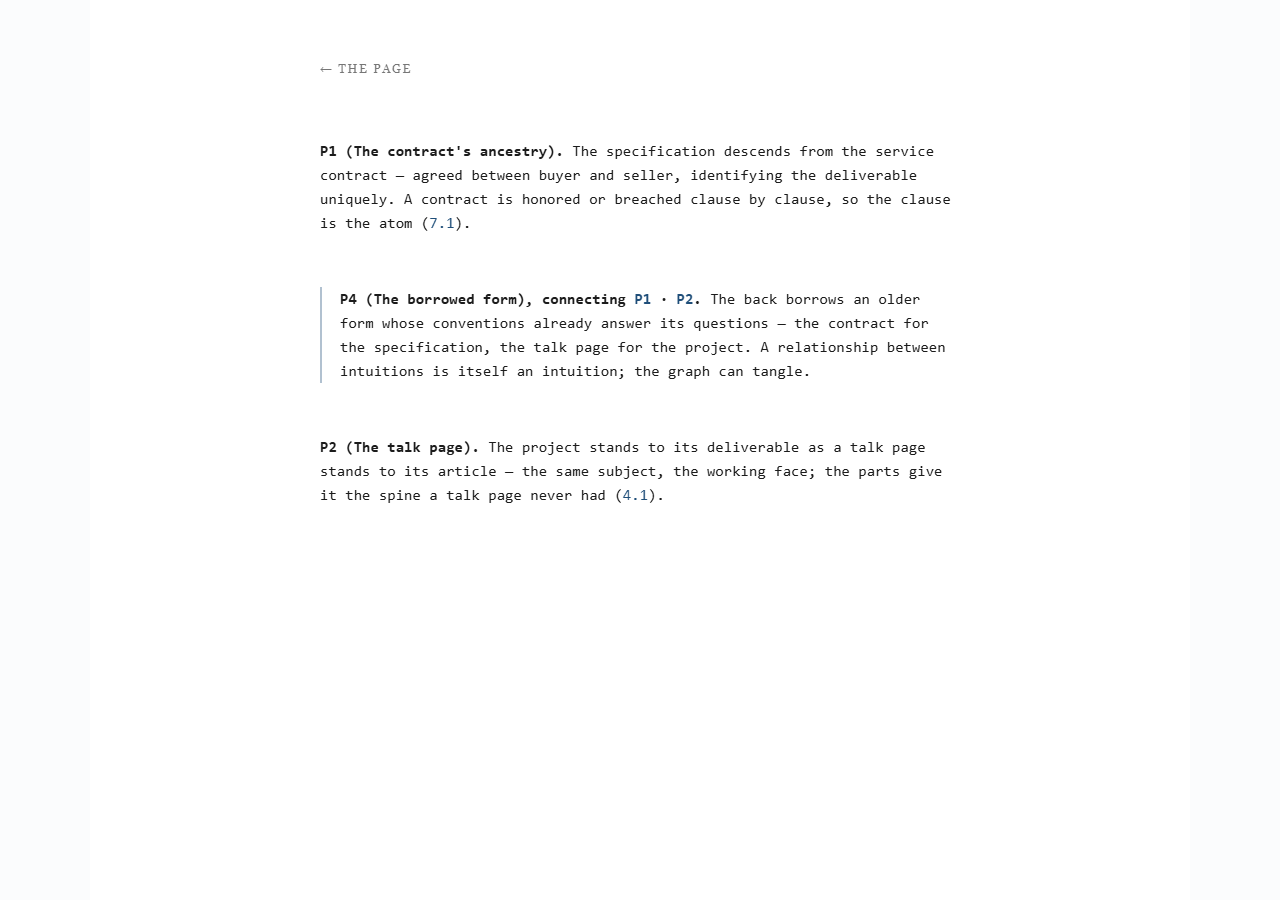 ← THE PAGE
P1 (The contract's ancestry). The specification descends from the service
contract — agreed between buyer and seller, identifying the deliverable
uniquely. A contract is honored or breached clause by clause, so the clause
is the atom (7.1).
P4 (The borrowed form), connecting P1 · P2. The back borrows an older
form whose conventions already answer its questions — the contract for
the specification, the talk page for the project. A relationship between
intuitions is itself an intuition; the graph can tangle.
P2 (The talk page). The project stands to its deliverable as a talk page
stands to its article — the same subject, the working face; the parts give
it the spine a talk page never had (4.1).